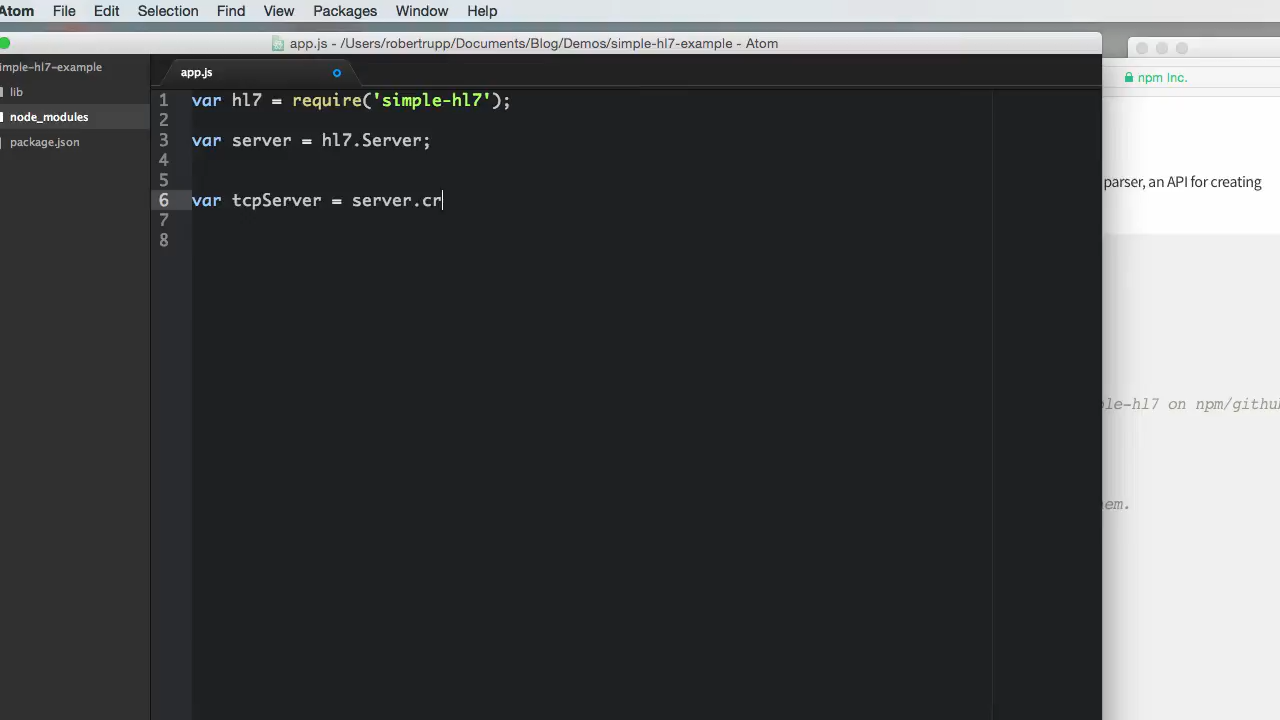 Atom File Edit Selection Find View Packages Window Help
app.js - /Users/robertrupp/Documents/Blog/Demos/simple-hl7-example - Atom
imple-hl7-example
lib
node_modules
package.json
app.js
1 var hl7 = require('simple-hl7');
2
3 var server = hl7.Server;
4
5
6 var tcpServer = server.cr
7
8
npm Inc.
parser, an API for creating
ple-hl7 on npm/githu
em.